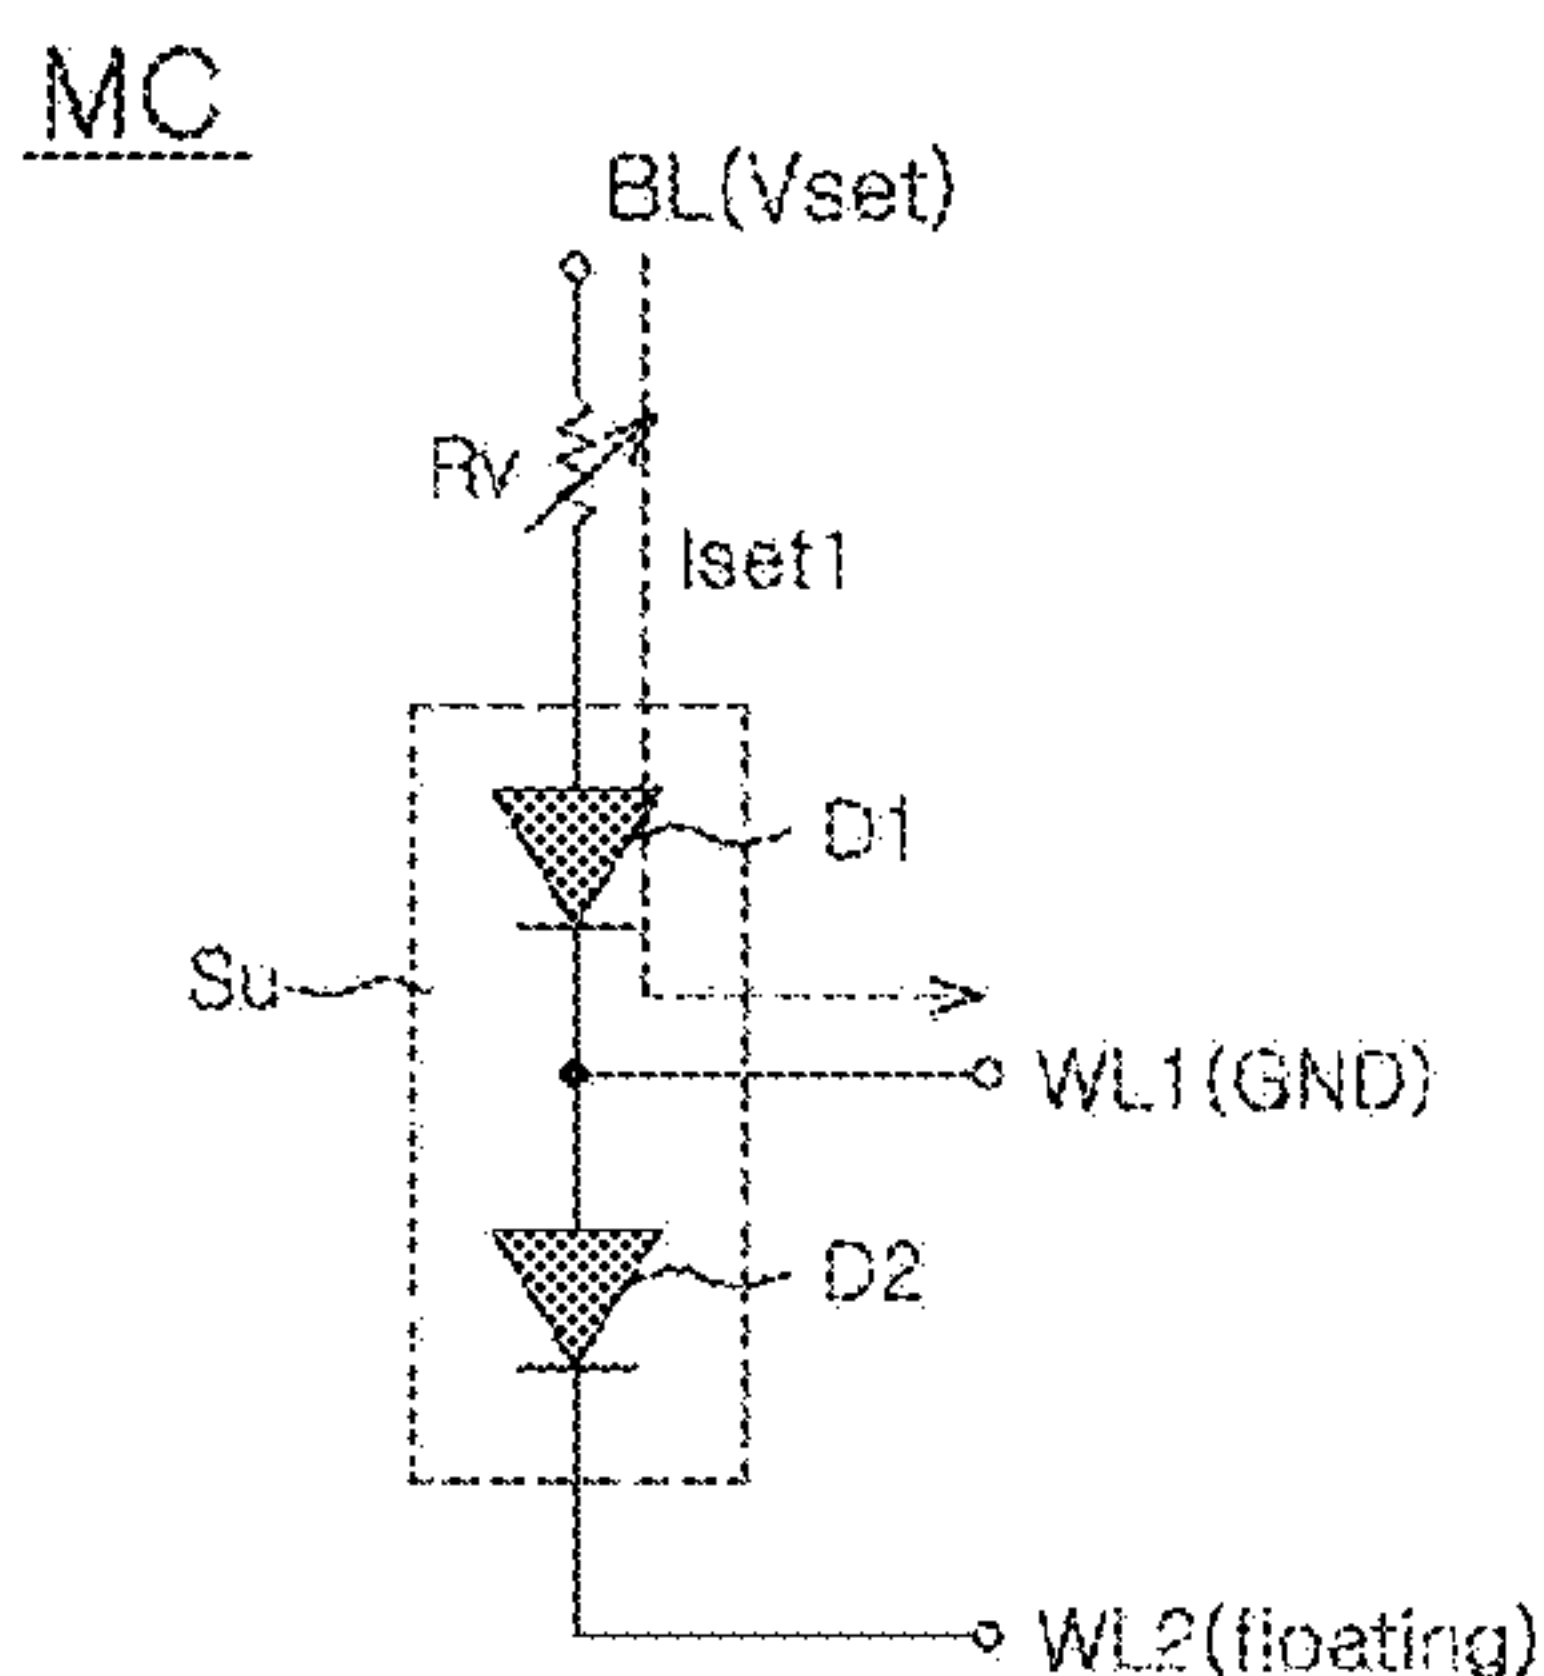 MC
BL(Vset)
Rv
Iset1
D1
Su
WL1(GND)
D2
WL2(floating)